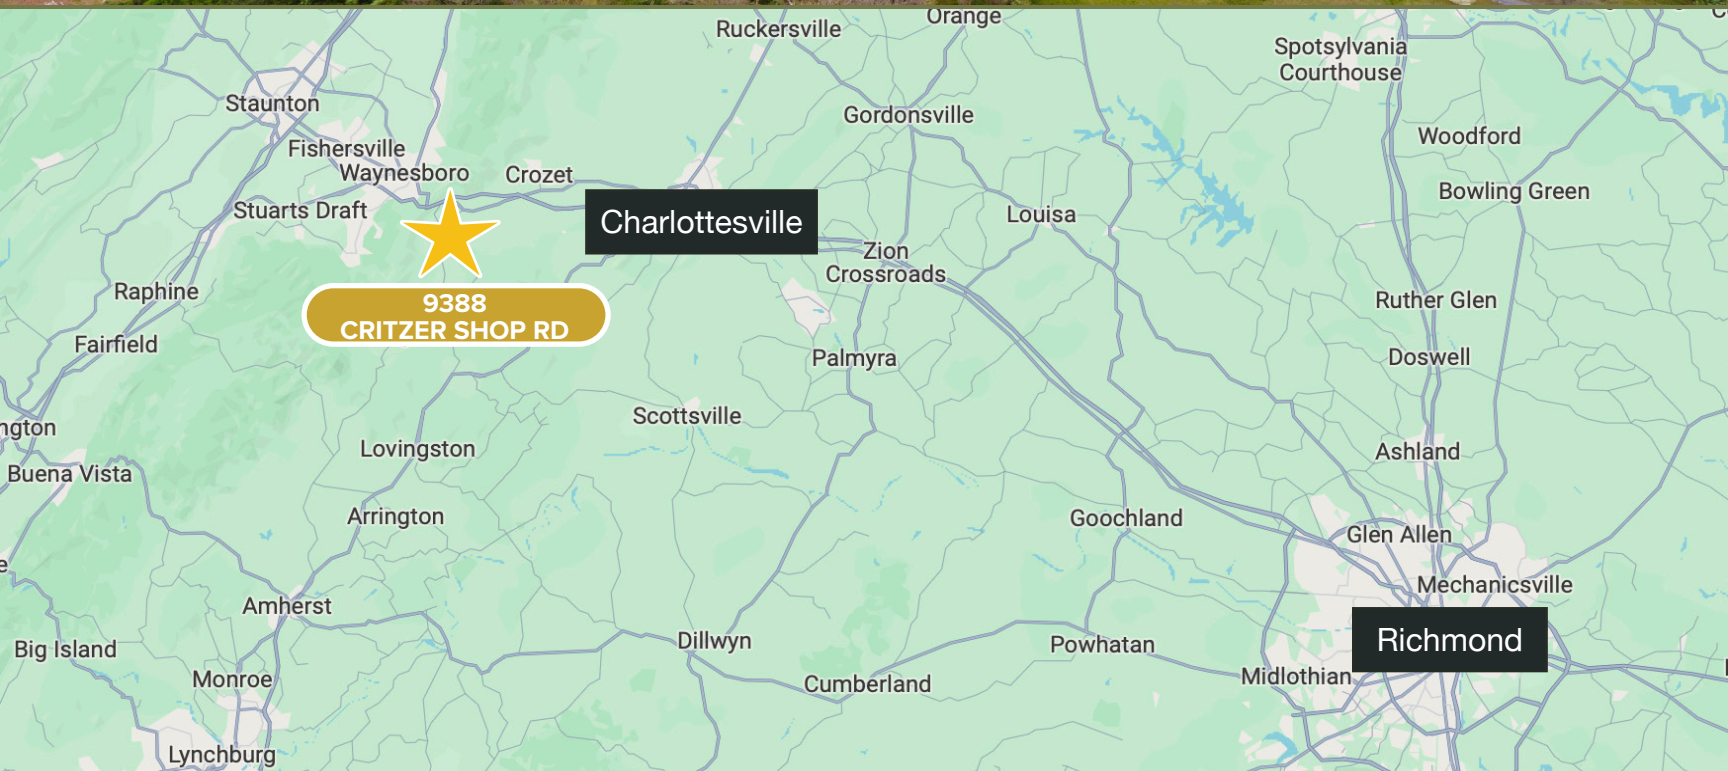 Ruckersville
Orange
Spotsylvania
Courthouse
Staunton
Gordonsville
Woodford
Fishersville
Waynesboro
Crozet
Bowling Green
Stuarts Draft
Charlottesville
Louisa
Zion
Crossroads
Raphine
9388
CRITZER SHOP RD
Ruther Glen
Fairfield
Palmyra
Doswell
Scottsville
ngton
Lovingston
Ashland
Buena Vista
Arrington
Goochland
Glen Allen
e
Mechanicsville
Amherst
Big Island
Dillwyn
Powhatan
Richmond
Monroe
Cumberland
Midlothian
Lynchburg